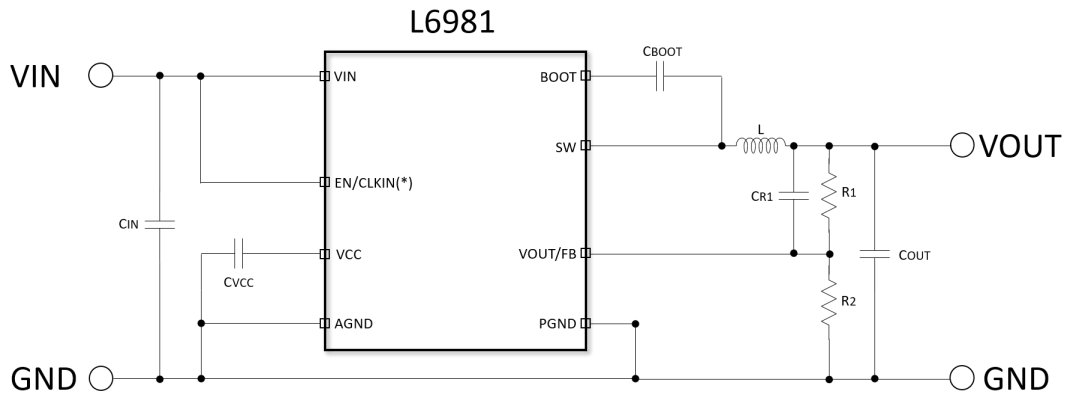 L6981
CBOOT
VIN
VIN
BOOT
L
SW
VOUT
EN/CLKIN(*)
CR1
R1
CIN
VCC
VOUT/FB
COUT
CVCC
R2
AGND
PGND
GND
GND